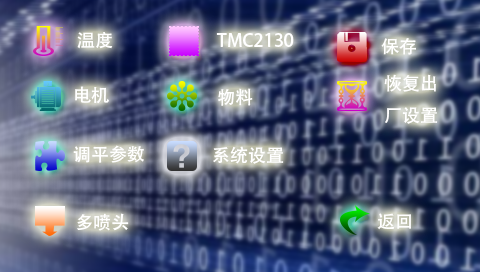 温度
TMC2130
保存
电机
物料
恢复出
厂设置
调平参数
系统设置
多喷头
返回